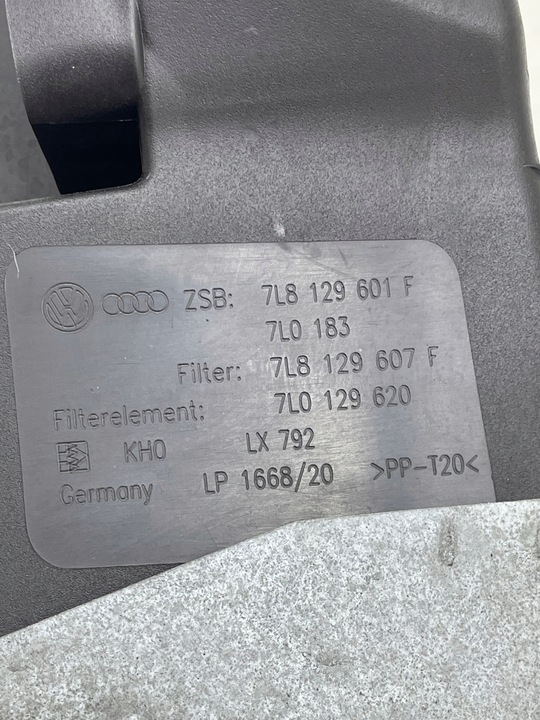 ZSB: 7L8 129 601 F
7L0 183
Filter: 7L8 129 607 F
Filterelement: 7L0 129 620
KHO LX 792
Germany LP 1668/20 >PP-T20<